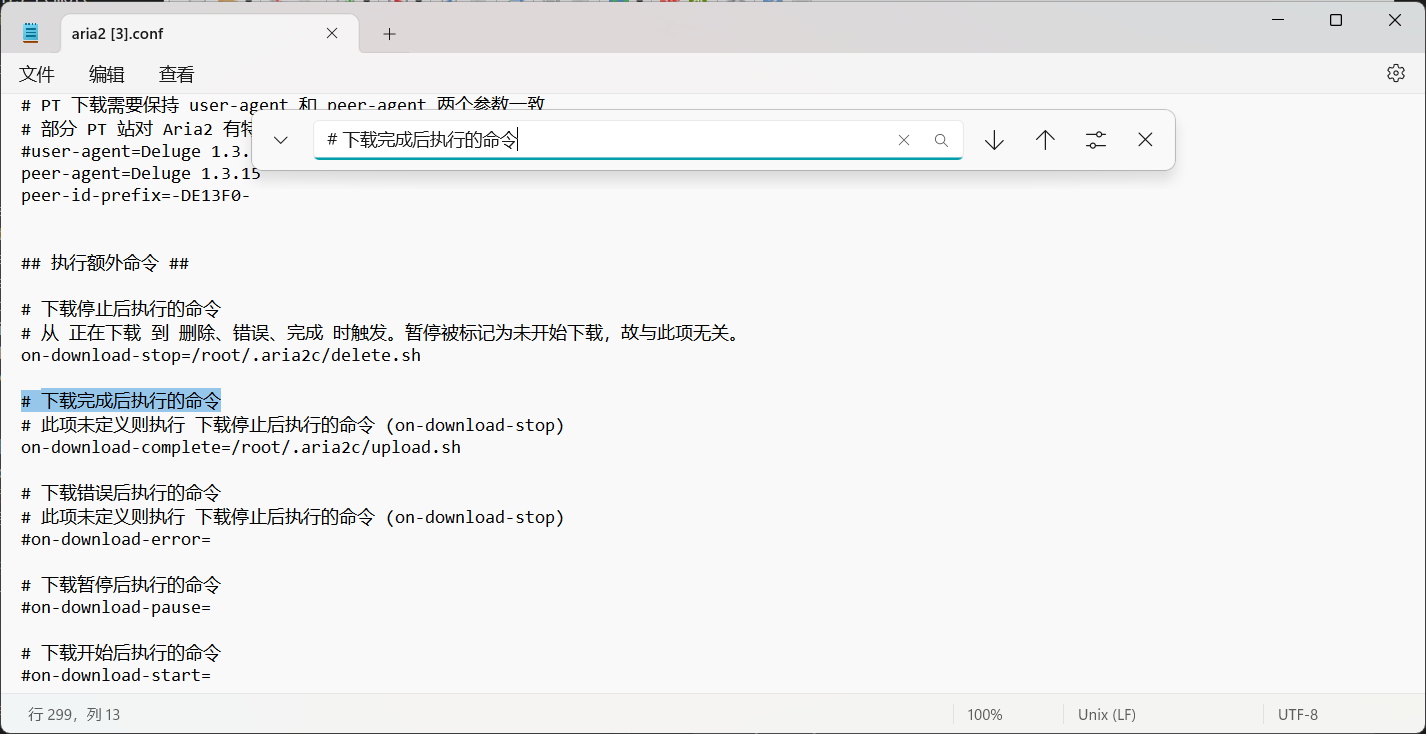 aria2 [3].conf
文件 编辑 查看
# PT 下载需要保持 user-agent 和 peer-agent 两个参数一致
# 部分 PT 站对 Aria2 有特
# 下载完成后执行的命令
#user-agent=Deluge 1.3.
peer-agent=Deluge 1.3.15
peer-id-prefix=-DE13F0-
## 执行额外命令 ##
# 下载停止后执行的命令
# 从 正在下载 到 删除、错误、完成 时触发。暂停被标记为未开始下载，故与此项无关。
on-download-stop=/root/.aria2c/delete.sh
# 下载完成后执行的命令
# 此项未定义则执行 下载停止后执行的命令 (on-download-stop)
on-download-complete=/root/.aria2c/upload.sh
# 下载错误后执行的命令
# 此项未定义则执行 下载停止后执行的命令 (on-download-stop)
#on-download-error=
# 下载暂停后执行的命令
#on-download-pause=
# 下载开始后执行的命令
#on-download-start=
行 299，列 13
100%
Unix (LF)
UTF-8